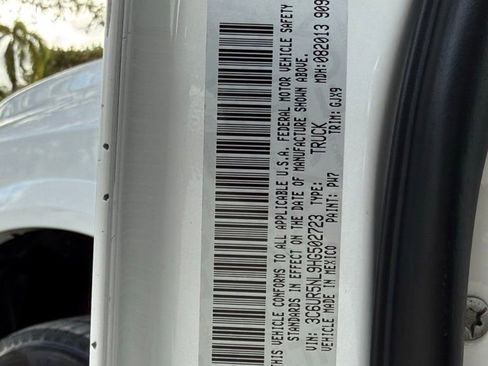 THIS VEHICLE CONFORMS TO ALL APPLICABLE U.S.A. FEDERAL MOTOR VEHICLE SAFETY
STANDARDS IN EFFECT ON THE DATE OF MANUFACTURE SHOWN ABOVE.
VIN: 3C6UR5NL9HG502723 TYPE: TRUCK MDH:082013 909
VEHICLE MADE IN MEXICO PAINT: PW7 TRIM: GJX9